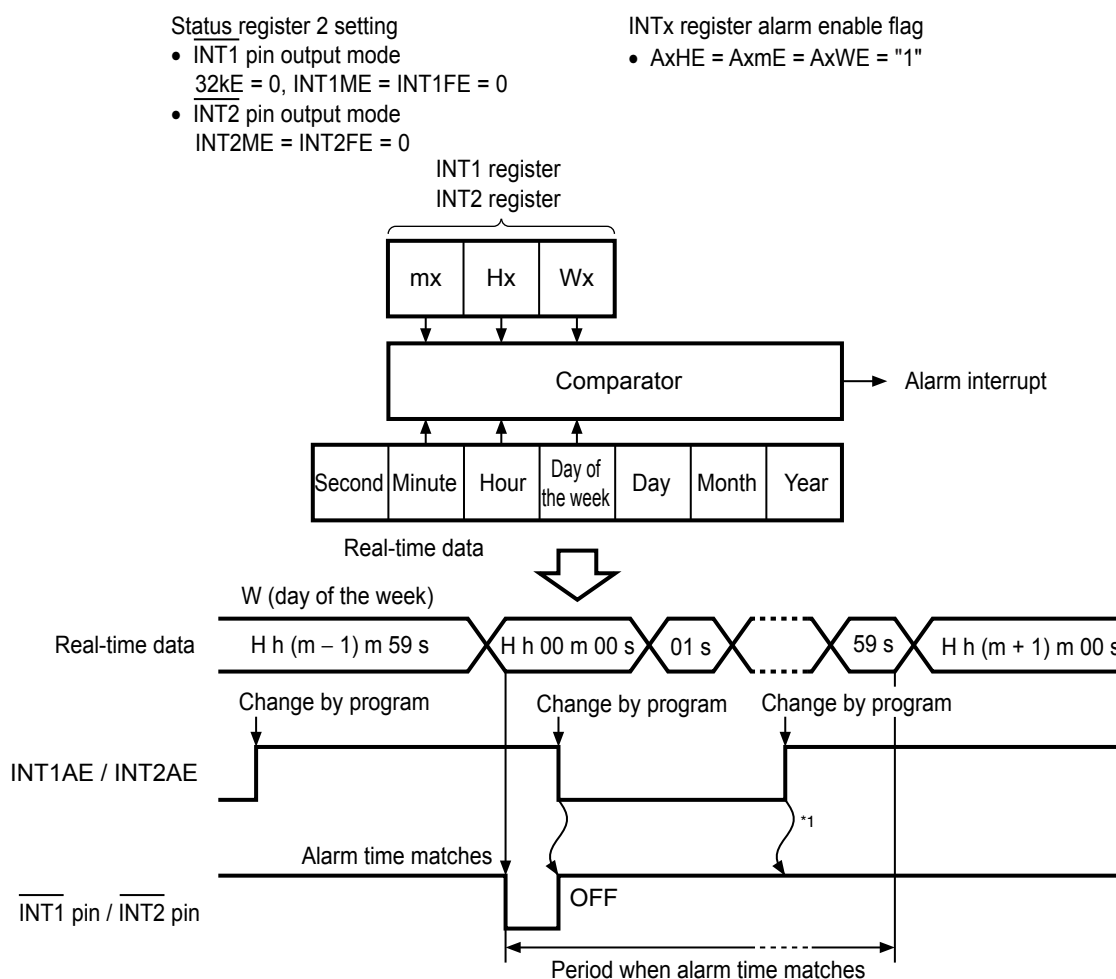 Status register 2 setting
• INT1 pin output mode
32kE = 0, INT1ME = INT1FE = 0
• INT2 pin output mode
INT2ME = INT2FE = 0
INTx register alarm enable flag
• AxHE = AxmE = AxWE = "1"
INT1 register
INT2 register
mx Hx Wx
Comparator
Alarm interrupt
Second Minute Hour Day of the week Day Month Year
Real-time data
W (day of the week)
Real-time data
H h (m − 1) m 59 s H h 00 m 00 s 01 s 59 s H h (m + 1) m 00 s
Change by program Change by program Change by program
INT1AE / INT2AE
*1
Alarm time matches
OFF
INT1 pin / INT2 pin
Period when alarm time matches